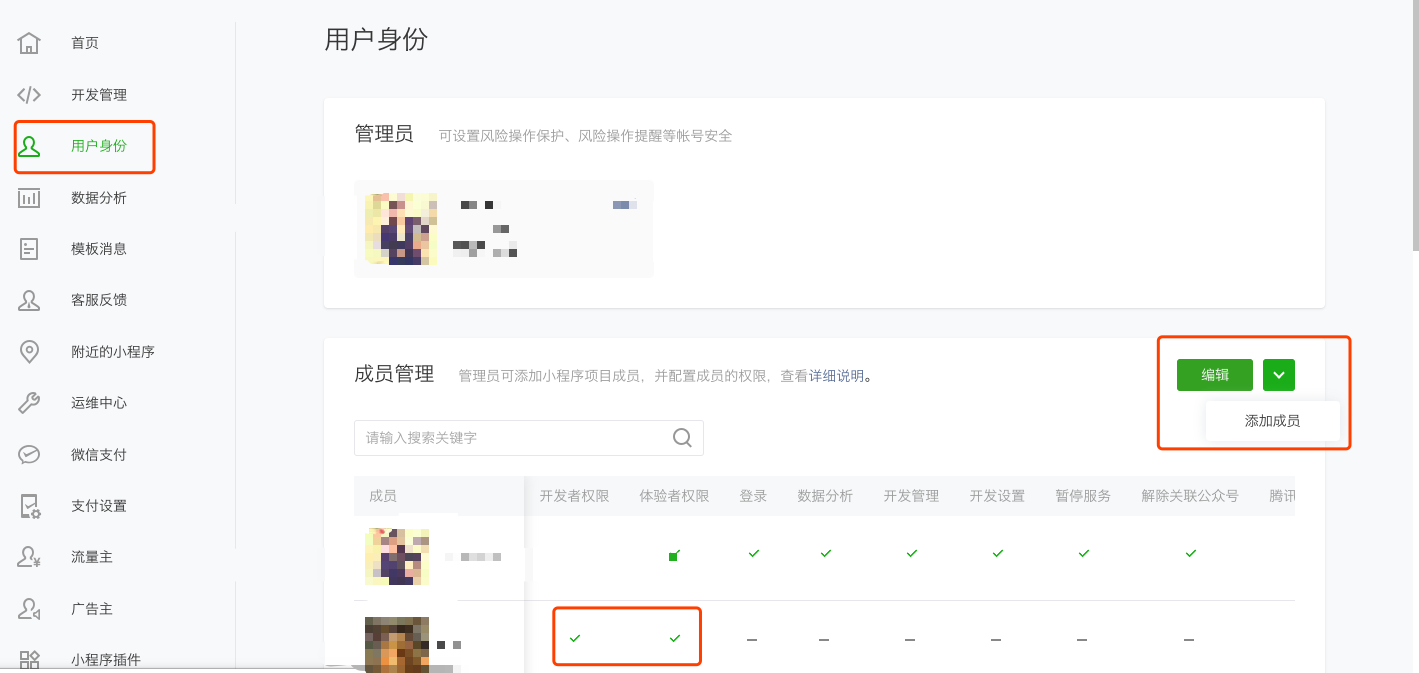 首页
开发管理
用户身份
数据分析
模板消息
客服反馈
附近的小程序
运维中心
微信支付
支付设置
流量主
广告主
小程序插件
用户身份
管理员 可设置风险操作保护、风险操作提醒等帐号安全
成员管理 管理员可添加小程序项目成员，并配置成员的权限，查看详细说明。
编辑
添加成员
请输入搜索关键字
成员 开发者权限 体验者权限 登录 数据分析 开发管理 开发设置 暂停服务 解除关联公众号 腾讯